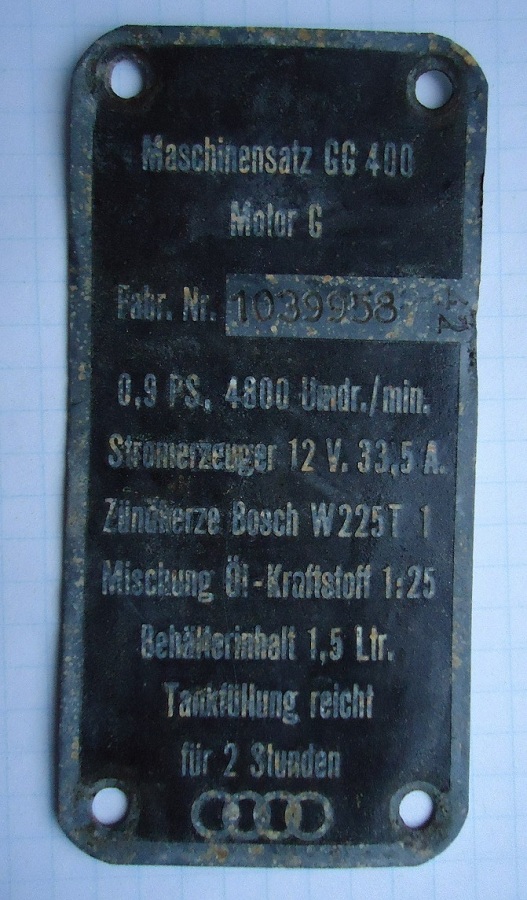 Maschinensatz GG 400
Motor G
Fabr. Nr. 1039958
42
0,9 PS, 4800 Umdr./min.
Stromerzeuger 12 V. 33,5 A.
Zündkerze Bosch W225T 1
Mischung Öl-Kraftstoff 1:25
Behälterinhalt 1,5 Ltr.
Tankfüllung reicht
für 2 Stunden